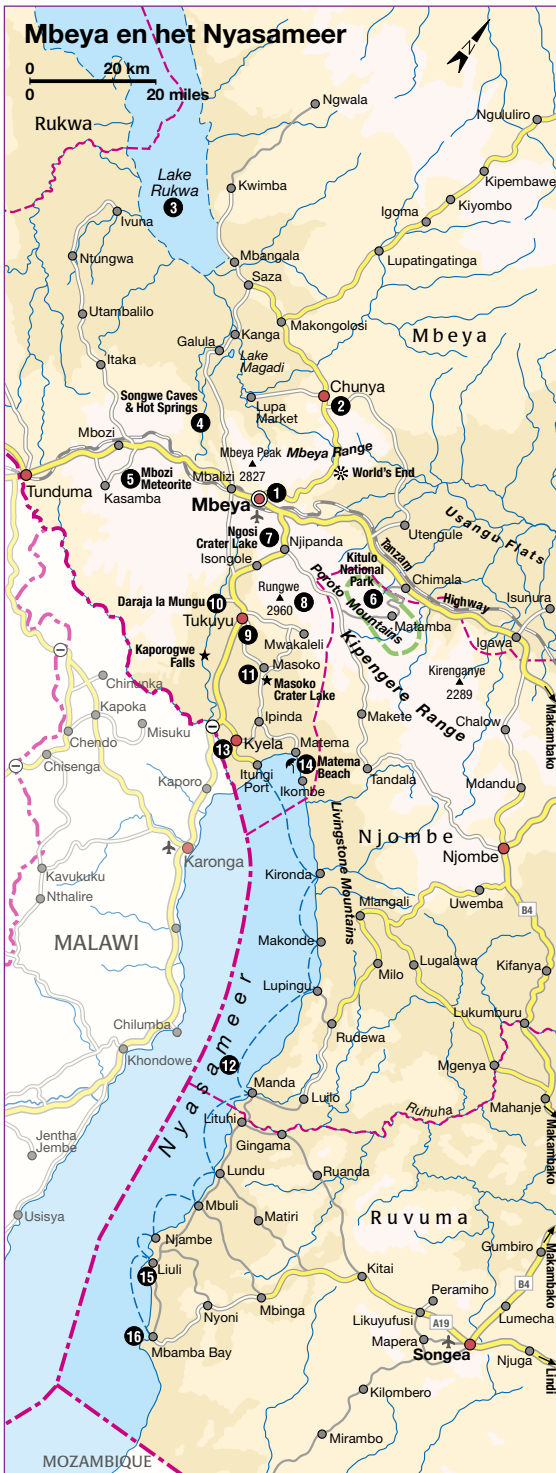 Mbeya en het Nyasameer
0 20 km
0 20 miles
Ngwala
Ngululiro
Rukwa
Kipembawe
Lake
Rukwa
3
Kwimba
Kiyombo
Igoma
Ivuna
Lupatingatinga
Ntungwa
Mbangala
Saza
Utambalilo
Makongolosi
Kanga
Mbeya
Galula
Lake
Magadi
Itaka
Chunya
2
Songwe Caves
& Hot Springs
4
Lupa
Market
Mbozi
Mbeya Peak
2827
Mbeya Range
World's End
5
Mbozi
Meteorite
Mbalizi
Tunduma
Kasamba
Mbeya
1
Usangu Flats
Ngosi
Crater Lake
7
Njipanda
Utengule
Tanzam
Highway
Isongole
Kitulo
National
Park
6
Chimala
Poroto Mountains
Rungwe
2960
8
Isunura
Daraja la Mungu
10
Matamba
Tukuyu
9
Igawa
Mwakaleli
Kipengere Range
Kaporogwe
Falls
Masoko
11
Masoko
Crater Lake
Kirenganye
2289
Makambako
Chinunka
Kapoka
Misuku
Ipinda
Makete
Chalow
Chendo
13
Kyela
Matema
Chisenga
14
Matema
Beach
Itungi
Port
Tandala
Kaporo
Ikombe
Mdandu
Livingstone Mountains
Njombe
Karonga
Njombe
Kavukuku
Kironda
Nthalire
Uwemba
Mlangali
B4
MALAWI
Makonde
Milo
Lugalawa
Kifanya
Lupingu
Nyasameer
Lukumburu
Chilumba
Rudewa
Khondowe
12
Mgenya
Manda
Luilo
Mahanje
Ruhuha
Makambako
Lituhi
Jentha
Jembe
Gingama
Lundu
Ruanda
Usisya
Mbuli
Matiri
Ruvuma
Njambe
Gumbiro
Makambako
15
Liuli
Kitai
B4
Peramiho
Mbinga
Nyoni
Likuyufusi
Lumecha
A19
16
Mbamba Bay
Mapera
Songea
Njuga
Lindi
Kilombero
Mirambo
MOZAMBIQUE